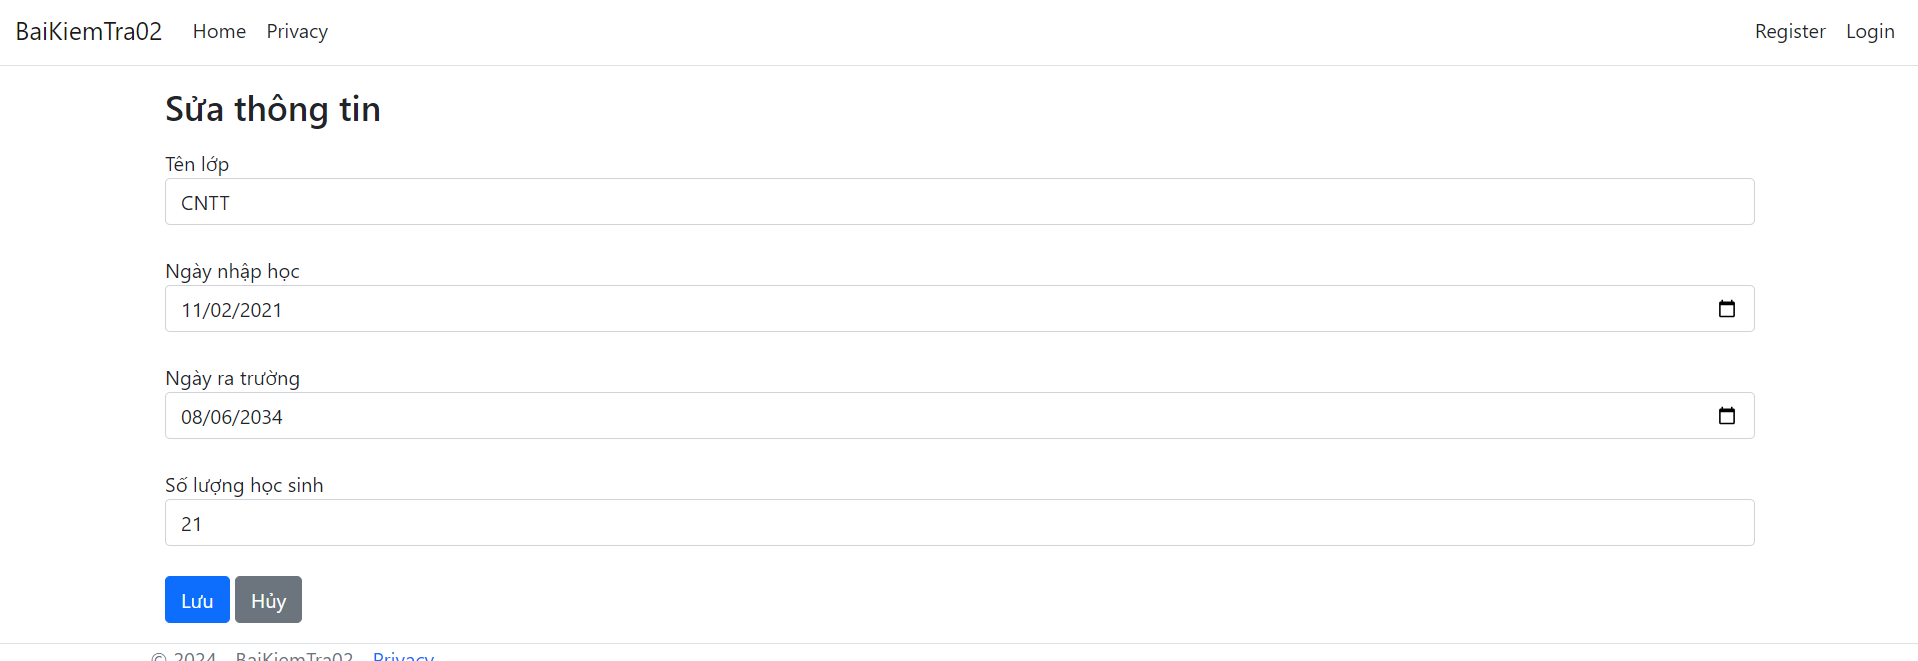 BaiKiemTra02 Home Privacy Register Login
Sửa thông tin
Tên lớp
CNTT
Ngày nhập học
11/02/2021
Ngày ra trường
08/06/2034
Số lượng học sinh
21
Lưu Hủy
© 2024 - BaiKiemTra02 - Privacy